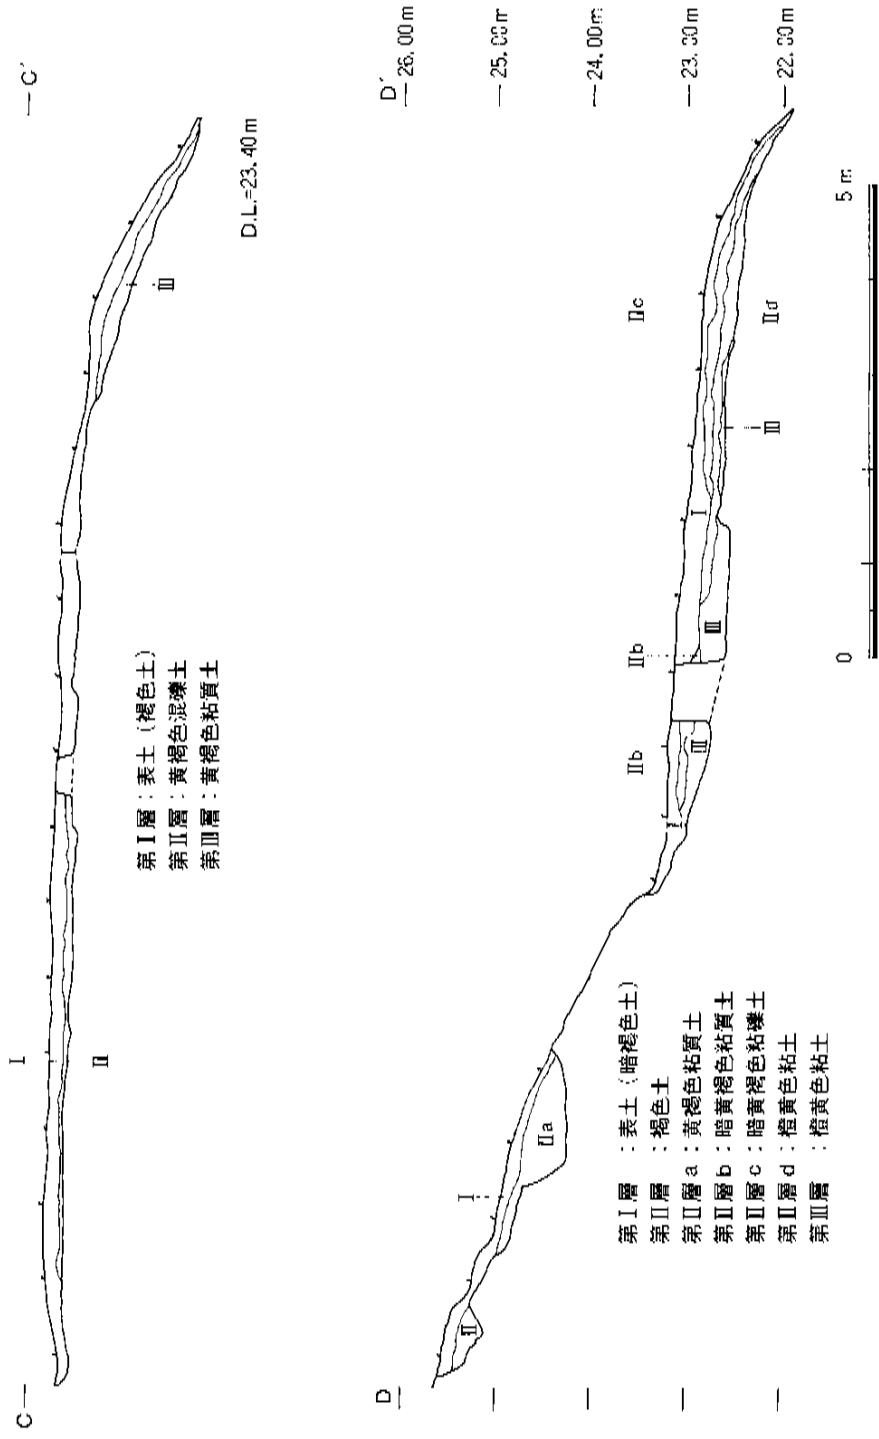 C
C′
I
II
I
III
D.L.=23.40m
第Ⅰ層：表土（褐色土）
第Ⅱ層：黄褐色混礫土
第Ⅲ層：黄褐色粘質土
D
D′
26.00m
25.00m
24.00m
23.00m
22.00m
II
I
IIa
I
IIb
III
IIb
III
I
IIc
III
IId
第Ⅰ層　：表土（暗褐色土）
第Ⅱ層　：褐色土
第Ⅱ層a：黄褐色粘質土
第Ⅱ層b：暗黄褐色粘質土
第Ⅱ層c：暗黄褐色粘礫土
第Ⅱ層d：橙黄色粘土
第Ⅲ層　：橙黄色粘土
0
5 m